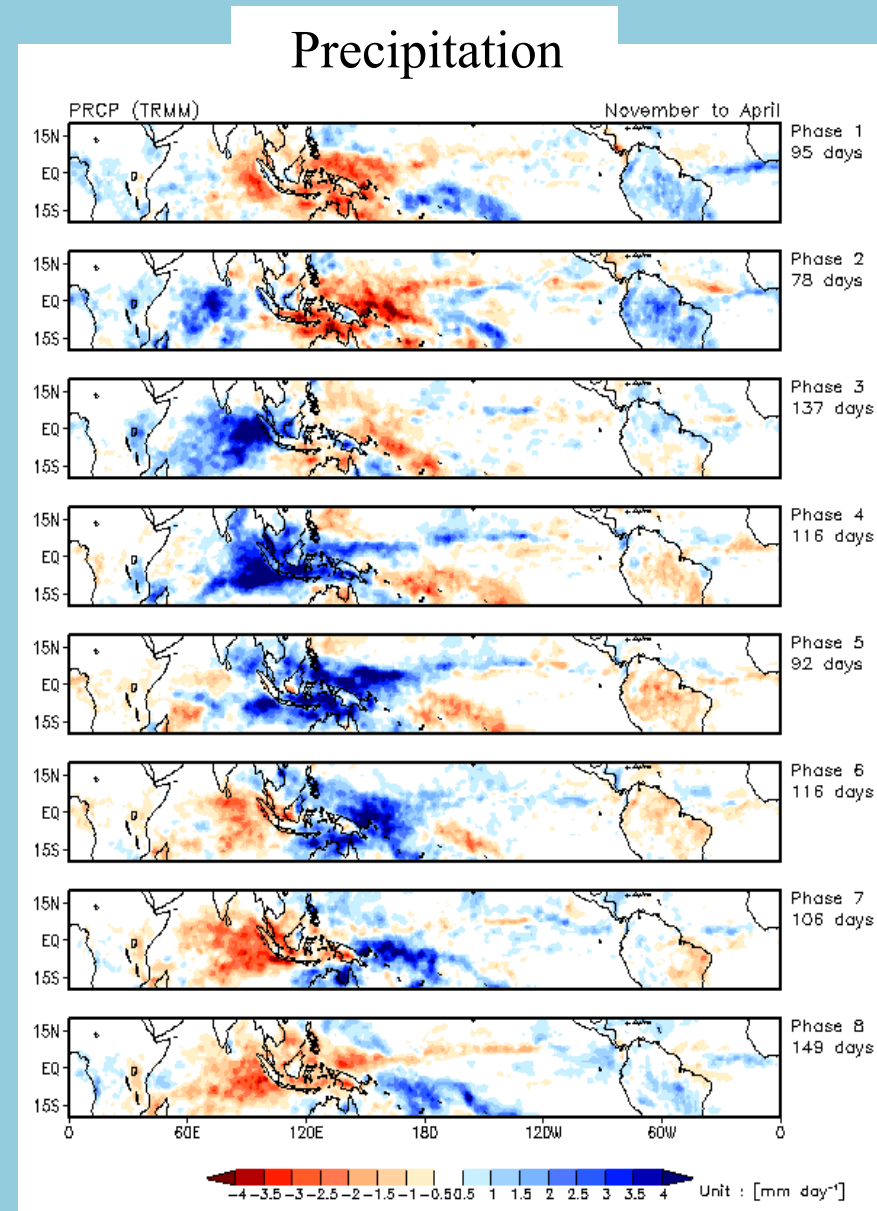 Precipitation
PRCP (TRMM) November to April
15N
EQ
15S
Phase 1
95 days
15N
EQ
15S
Phase 2
78 days
15N
EQ
15S
Phase 3
137 days
15N
EQ
15S
Phase 4
116 days
15N
EQ
15S
Phase 5
92 days
15N
EQ
15S
Phase 6
116 days
15N
EQ
15S
Phase 7
106 days
15N
EQ
15S
Phase 8
149 days
0 60E 120E 180 120W 60W 0
-4 -3.5 -3 -2.5 -2 -1.5 -1 -0.5 0.5 1 1.5 2 2.5 3 3.5 4 Unit : [mm day⁻¹]